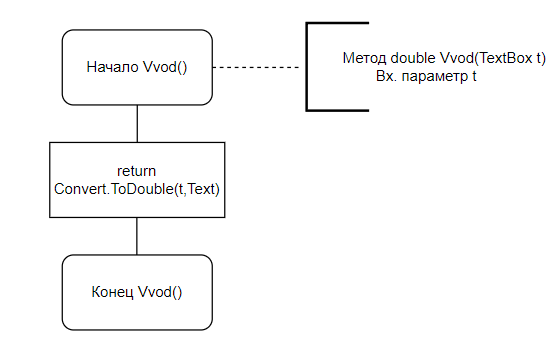 Начало Vvod()
Метод double Vvod(TextBox t)
Вх. параметр t
return
Convert.ToDouble(t,Text)
Конец Vvod()